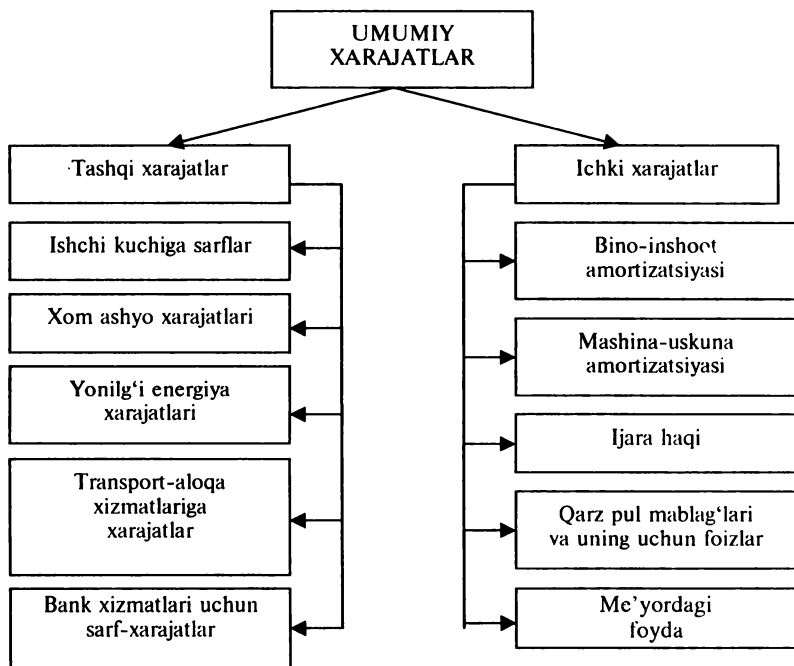 UMUMIY
XARAJATLAR
Tashqi xarajatlar
Ishchi kuchiga sarflar
Xom ashyo xarajatlari
Yonilg‘i energiya
xarajatlari
Transport-aloqa
xizmatlariga
xarajatlar
Bank xizmatlari uchun
sarf-xarajatlar
Ichki xarajatlar
Bino-inshoot
amortizatsiyasi
Mashina-uskuna
amortizatsiyasi
Ijara haqi
Qarz pul mablag‘lari
va uning uchun foizlar
Me’yordagi
foyda